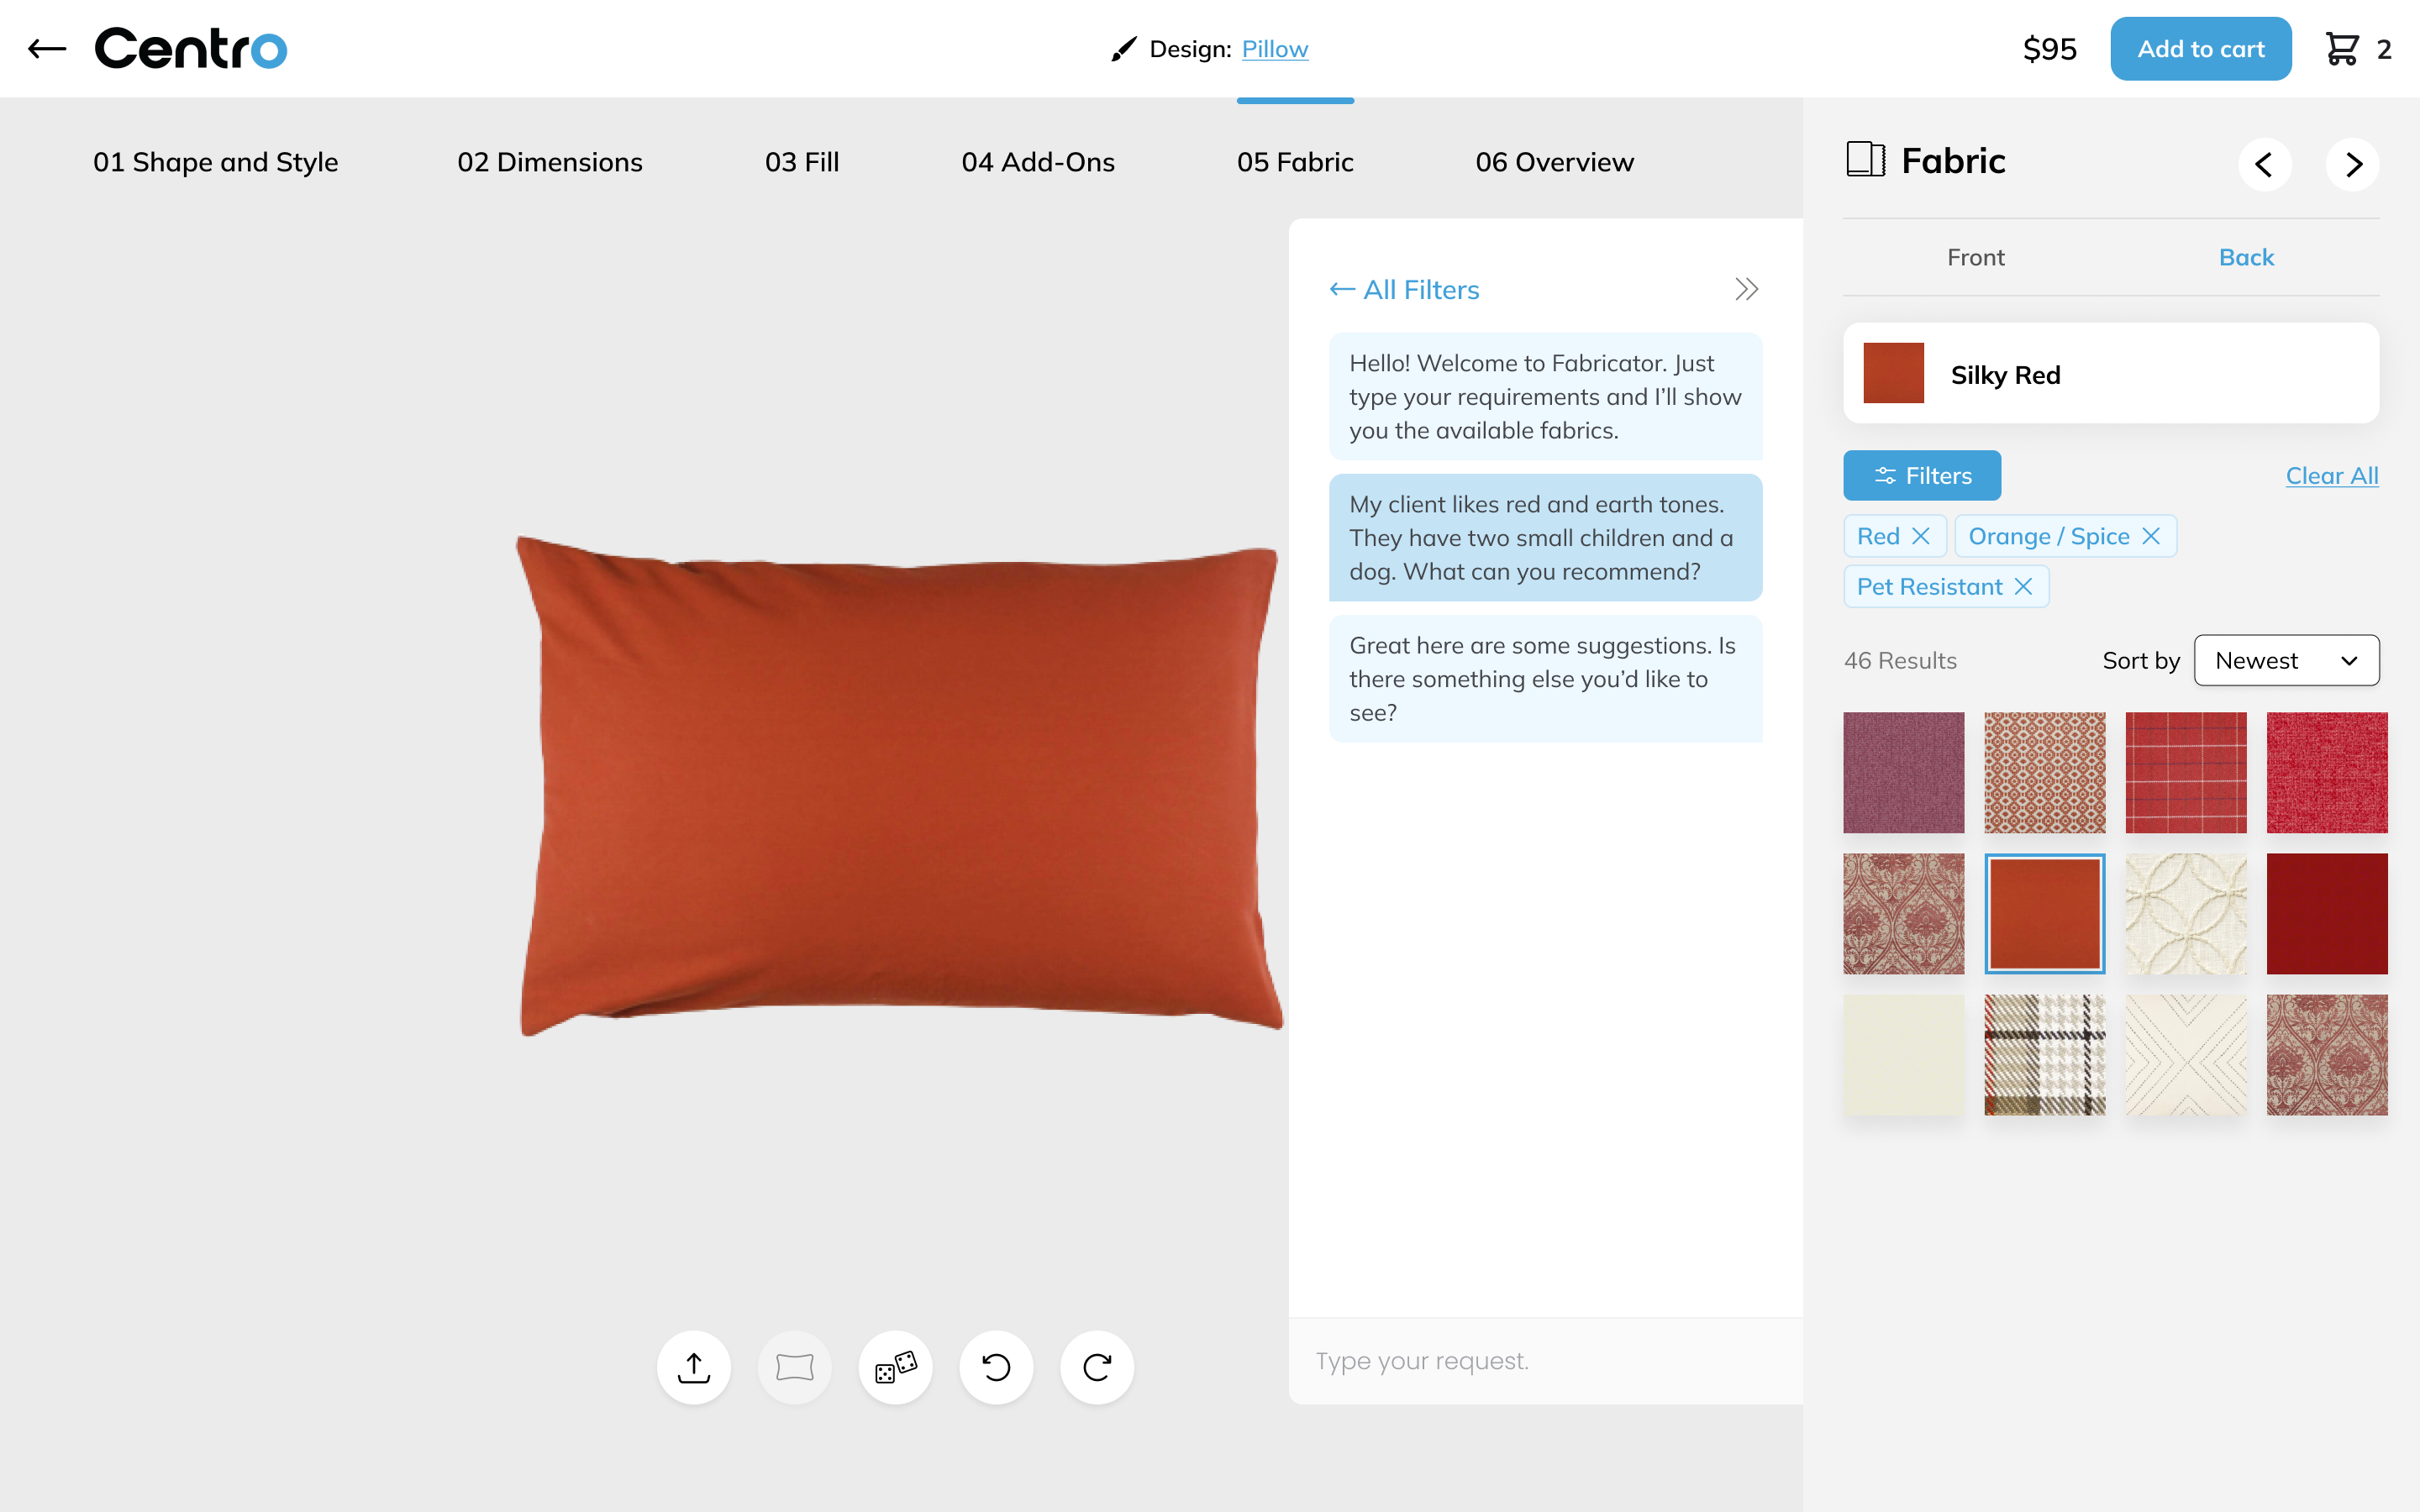 Centro
Design: Pillow
$95
Add to cart
2
01 Shape and Style
02 Dimensions
03 Fill
04 Add-Ons
05 Fabric
06 Overview
All Filters
Hello! Welcome to Fabricator. Just
type your requirements and I’ll show
you the available fabrics.
My client likes red and earth tones.
They have two small children and a
dog. What can you recommend?
Great here are some suggestions. Is
there something else you’d like to
see?
Type your request.
Fabric
Front
Back
Silky Red
Filters
Clear All
Red
Orange / Spice
Pet Resistant
46 Results
Sort by
Newest